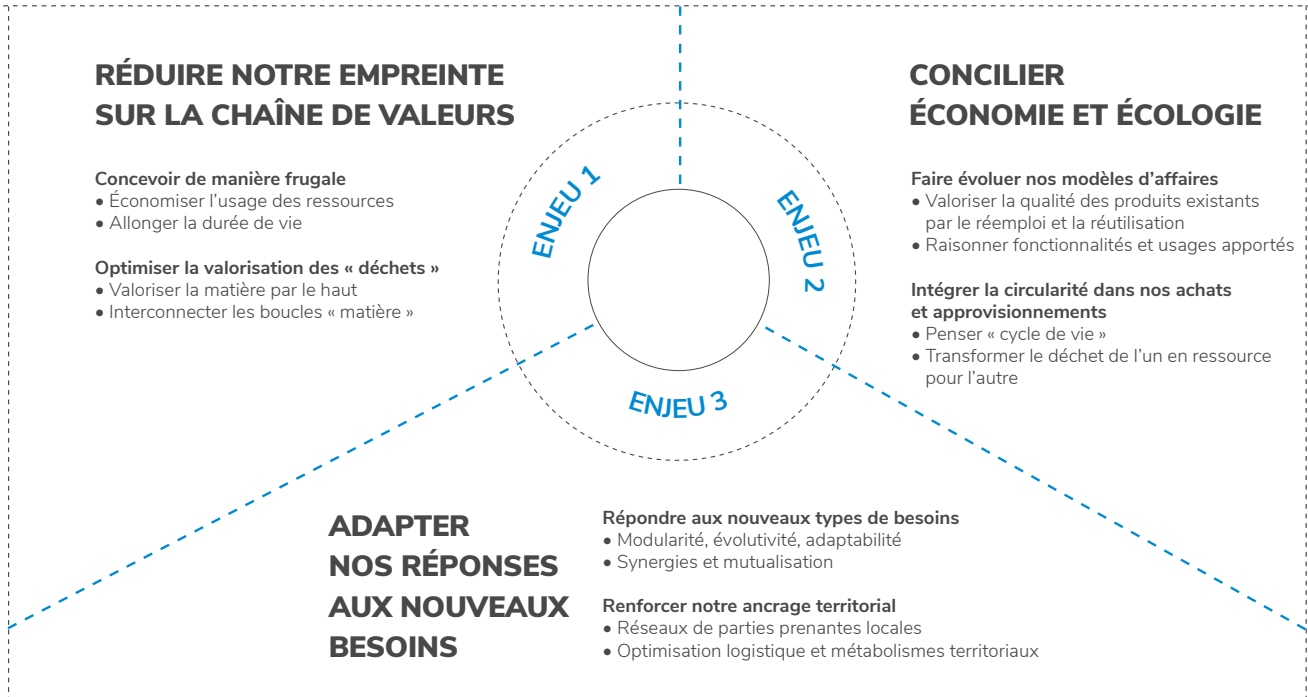 RÉDUIRE NOTRE EMPREINTE
SUR LA CHAÎNE DE VALEURS
Concevoir de manière frugale
• Économiser l’usage des ressources
• Allonger la durée de vie
Optimiser la valorisation des « déchets »
• Valoriser la matière par le haut
• Interconnecter les boucles « matière »
ENJEU 1
CONCILIER
ÉCONOMIE ET ÉCOLOGIE
Faire évoluer nos modèles d’affaires
• Valoriser la qualité des produits existants
par le réemploi et la réutilisation
• Raisonner fonctionnalités et usages apportés
Intégrer la circularité dans nos achats
et approvisionnements
• Penser « cycle de vie »
• Transformer le déchet de l’un en ressource
pour l’autre
ENJEU 2
ENJEU 3
ADAPTER
NOS RÉPONSES
AUX NOUVEAUX
BESOINS
Répondre aux nouveaux types de besoins
• Modularité, évolutivité, adaptabilité
• Synergies et mutualisation
Renforcer notre ancrage territorial
• Réseaux de parties prenantes locales
• Optimisation logistique et métabolismes territoriaux